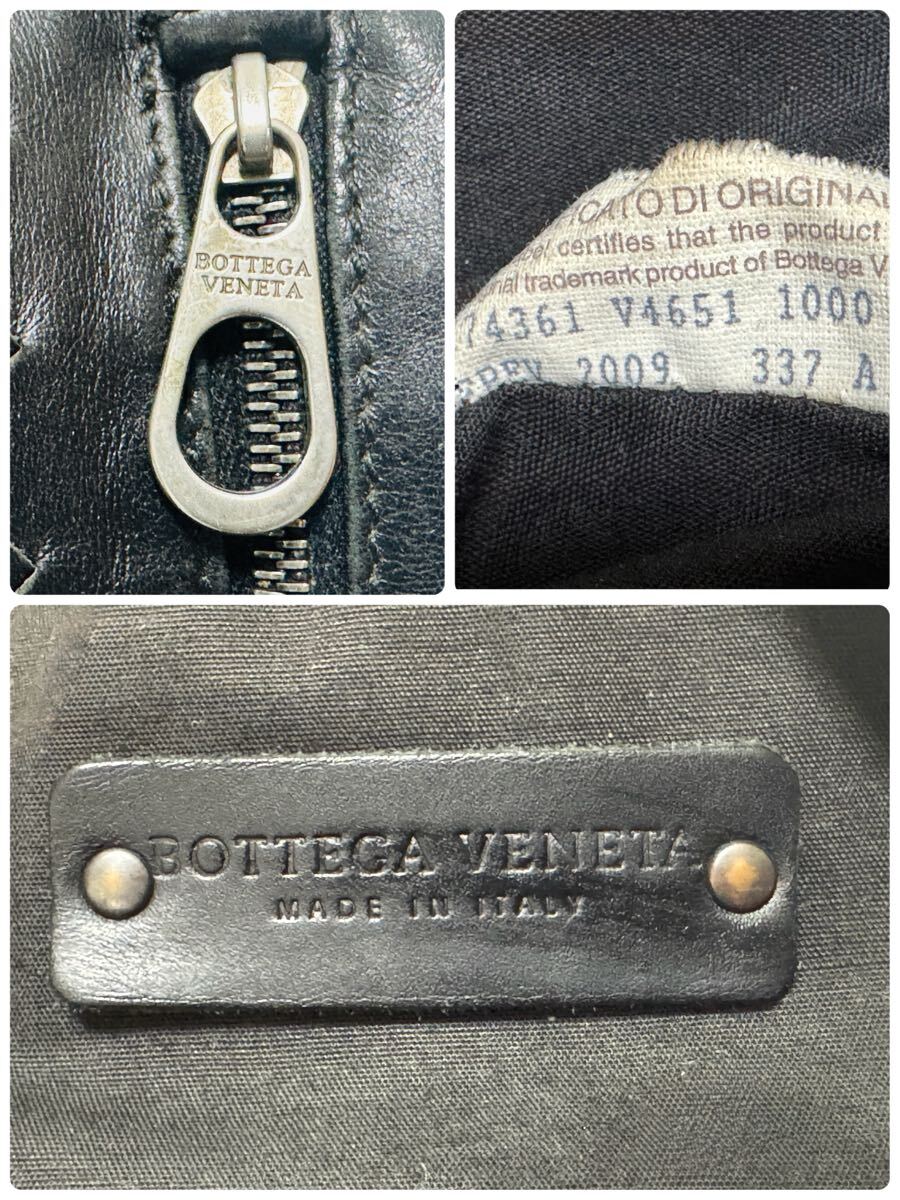 BOTTEGA
VENETA
CATO DI ORIGINAL
certifies that the product
nal trademark product of Bottega V
74361 V4651 1000
2009 337 A
BOTTEGA VENETA
MADE IN ITALY